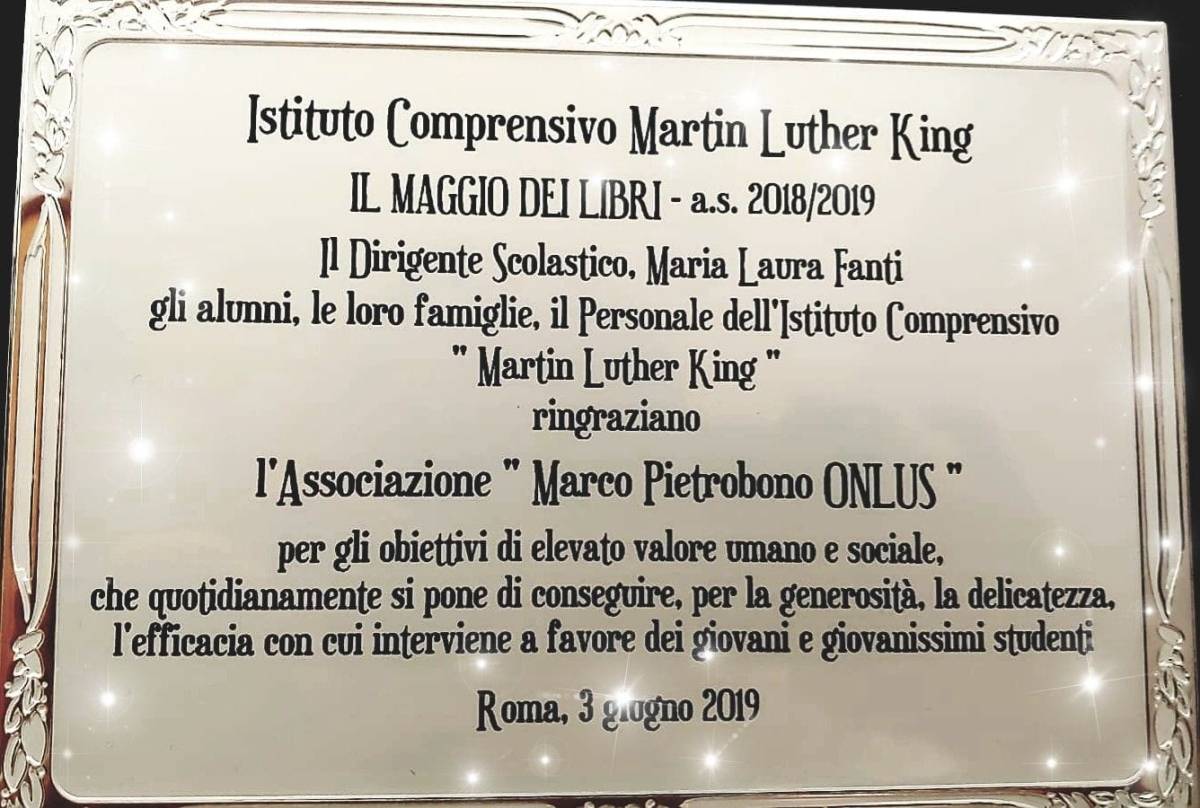 Istituto Comprensivo Martin Luther King
IL MAGGIO DEI LIBRI - a.s. 2018/2019
Il Dirigente Scolastico, Maria Laura Fanti
gli alunni, le loro famiglie, il Personale dell'Istituto Comprensivo
" Martin Luther King "
ringraziano
l'Associazione " Marco Pietrobono ONLUS "
per gli obiettivi di elevato valore umano e sociale,
che quotidianamente si pone di conseguire, per la generosità, la delicatezza,
l'efficacia con cui interviene a favore dei giovani e giovanissimi studenti
Roma, 3 giugno 2019